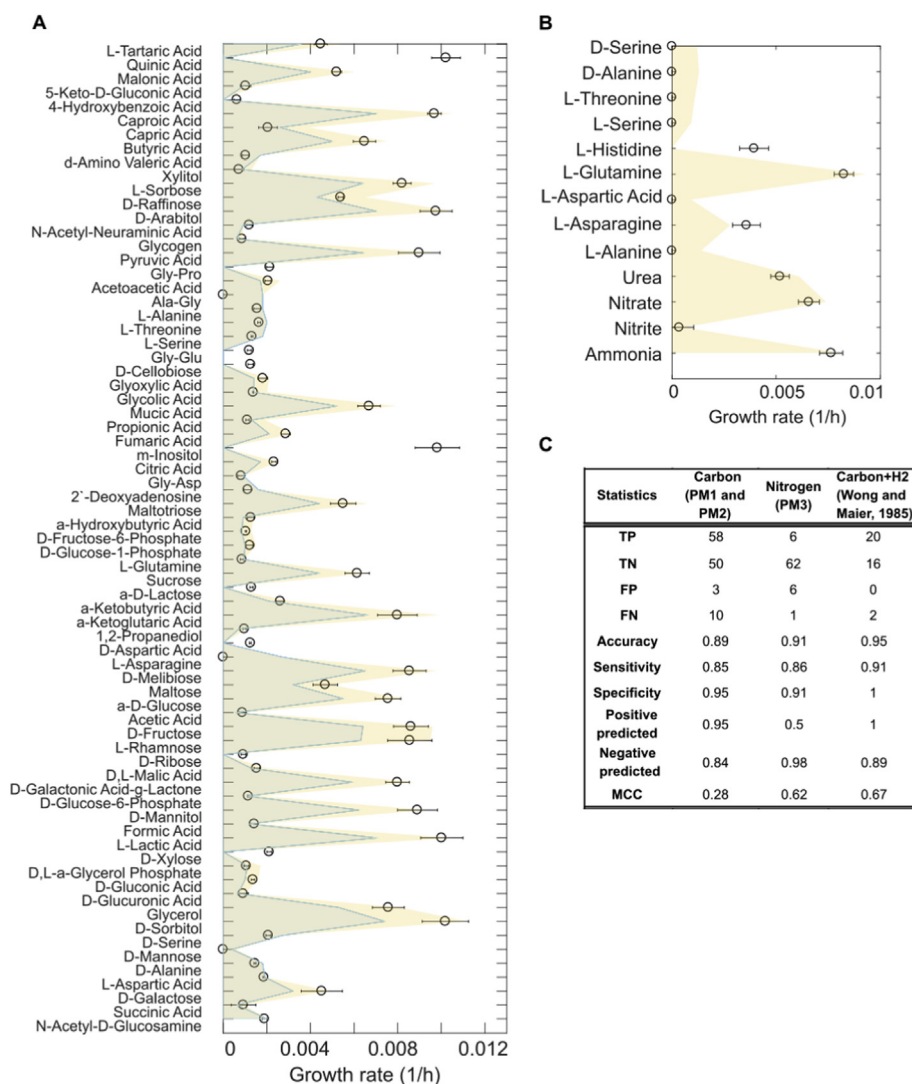 A
L-Tartaric Acid
Quinic Acid
Malonic Acid
5-Keto-D-Gluconic Acid
4-Hydroxybenzoic Acid
Caproic Acid
Capric Acid
Butyric Acid
d-Amino Valeric Acid
Xylitol
L-Sorbose
D-Raffinose
D-Arabitol
N-Acetyl-Neuraminic Acid
Glycogen
Pyruvic Acid
Gly-Pro
Acetoacetic Acid
Ala-Gly
L-Alanine
L-Threonine
L-Serine
Gly-Glu
D-Cellobiose
Glyoxylic Acid
Glycolic Acid
Mucic Acid
Propionic Acid
Fumaric Acid
m-Inositol
Citric Acid
Gly-Asp
2`-Deoxyadenosine
Maltotriose
a-Hydroxybutyric Acid
D-Fructose-6-Phosphate
D-Glucose-1-Phosphate
L-Glutamine
Sucrose
a-D-Lactose
a-Ketobutyric Acid
a-Ketoglutaric Acid
1,2-Propanediol
D-Aspartic Acid
L-Asparagine
D-Melibiose
Maltose
a-D-Glucose
Acetic Acid
D-Fructose
L-Rhamnose
D-Ribose
D,L-Malic Acid
D-Galactonic Acid-g-Lactone
D-Glucose-6-Phosphate
D-Mannitol
Formic Acid
L-Lactic Acid
D-Xylose
D,L-a-Glycerol Phosphate
D-Gluconic Acid
D-Glucuronic Acid
Glycerol
D-Sorbitol
D-Serine
D-Mannose
D-Alanine
L-Aspartic Acid
D-Galactose
Succinic Acid
N-Acetyl-D-Glucosamine
0 0.004 0.008 0.012
Growth rate (1/h)
B
D-Serine
D-Alanine
L-Threonine
L-Serine
L-Histidine
L-Glutamine
L-Aspartic Acid
L-Asparagine
L-Alanine
Urea
Nitrate
Nitrite
Ammonia
0 0.005 0.01
Growth rate (1/h)
C
Statistics Carbon (PM1 and PM2) Nitrogen (PM3) Carbon+H2 (Wong and Maier, 1985)
TP 58 6 20
TN 50 62 16
FP 3 6 0
FN 10 1 2
Accuracy 0.89 0.91 0.95
Sensitivity 0.85 0.86 0.91
Specificity 0.95 0.91 1
Positive predicted 0.95 0.5 1
Negative predicted 0.84 0.98 0.89
MCC 0.28 0.62 0.67